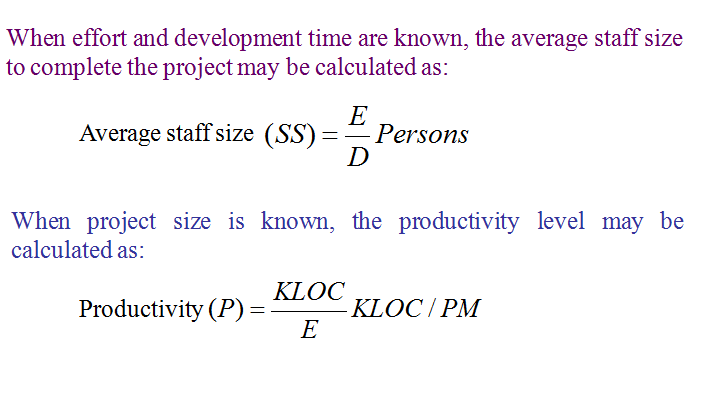 When effort and development time are known, the average staff size
to complete the project may be calculated as:
Average staff size (SS) = E/D Persons
When project size is known, the productivity level may be
calculated as:
Productivity (P) = KLOC/E KLOC / PM